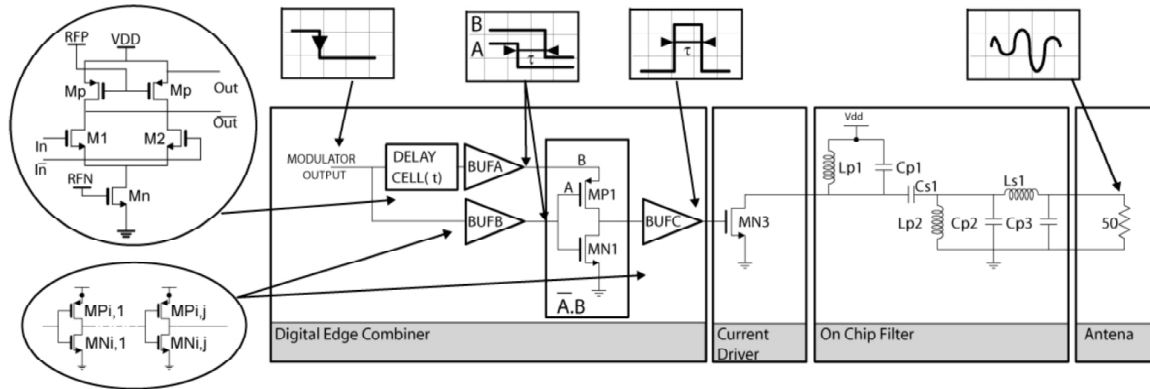 RFP
VDD
Mp
Mp
Out
Out
In
M1
M2
In
RFN
Mn
MPi,1
MPi,j
MNi,1
MNi,j
B
A
τ
τ
MODULATOR
OUTPUT
DELAY
CELL( t)
BUFA
BUFB
B
A
MP1
MN1
A.B
BUFC
Digital Edge Combiner
MN3
Current
Driver
Vdd
Lp1
Cp1
Cs1
Ls1
Lp2
Cp2
Cp3
50
On Chip Filter
Antena